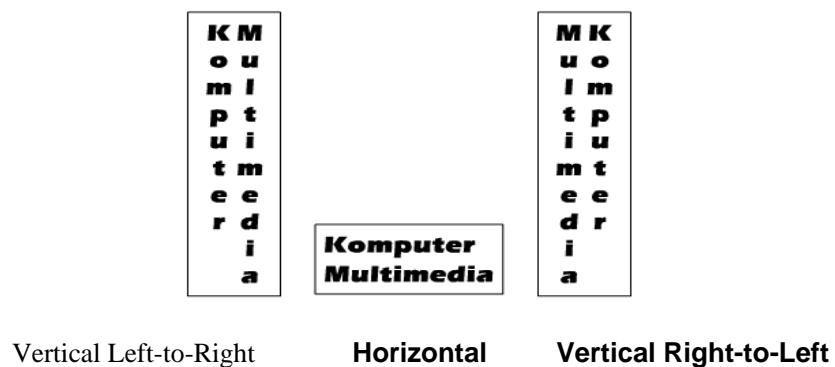 Komputer
Multimedia
Komputer
Multimedia
Komputer
Multimedia
Vertical Left-to-Right
Horizontal
Vertical Right-to-Left